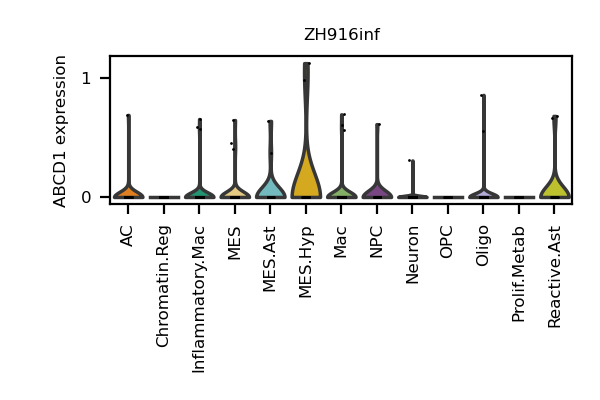 ZH916inf
ABCD1 expression
1
0
AC
Chromatin.Reg
Inflammatory.Mac
MES
MES.Ast
MES.Hyp
Mac
NPC
Neuron
OPC
Oligo
Prolif.Metab
Reactive.Ast